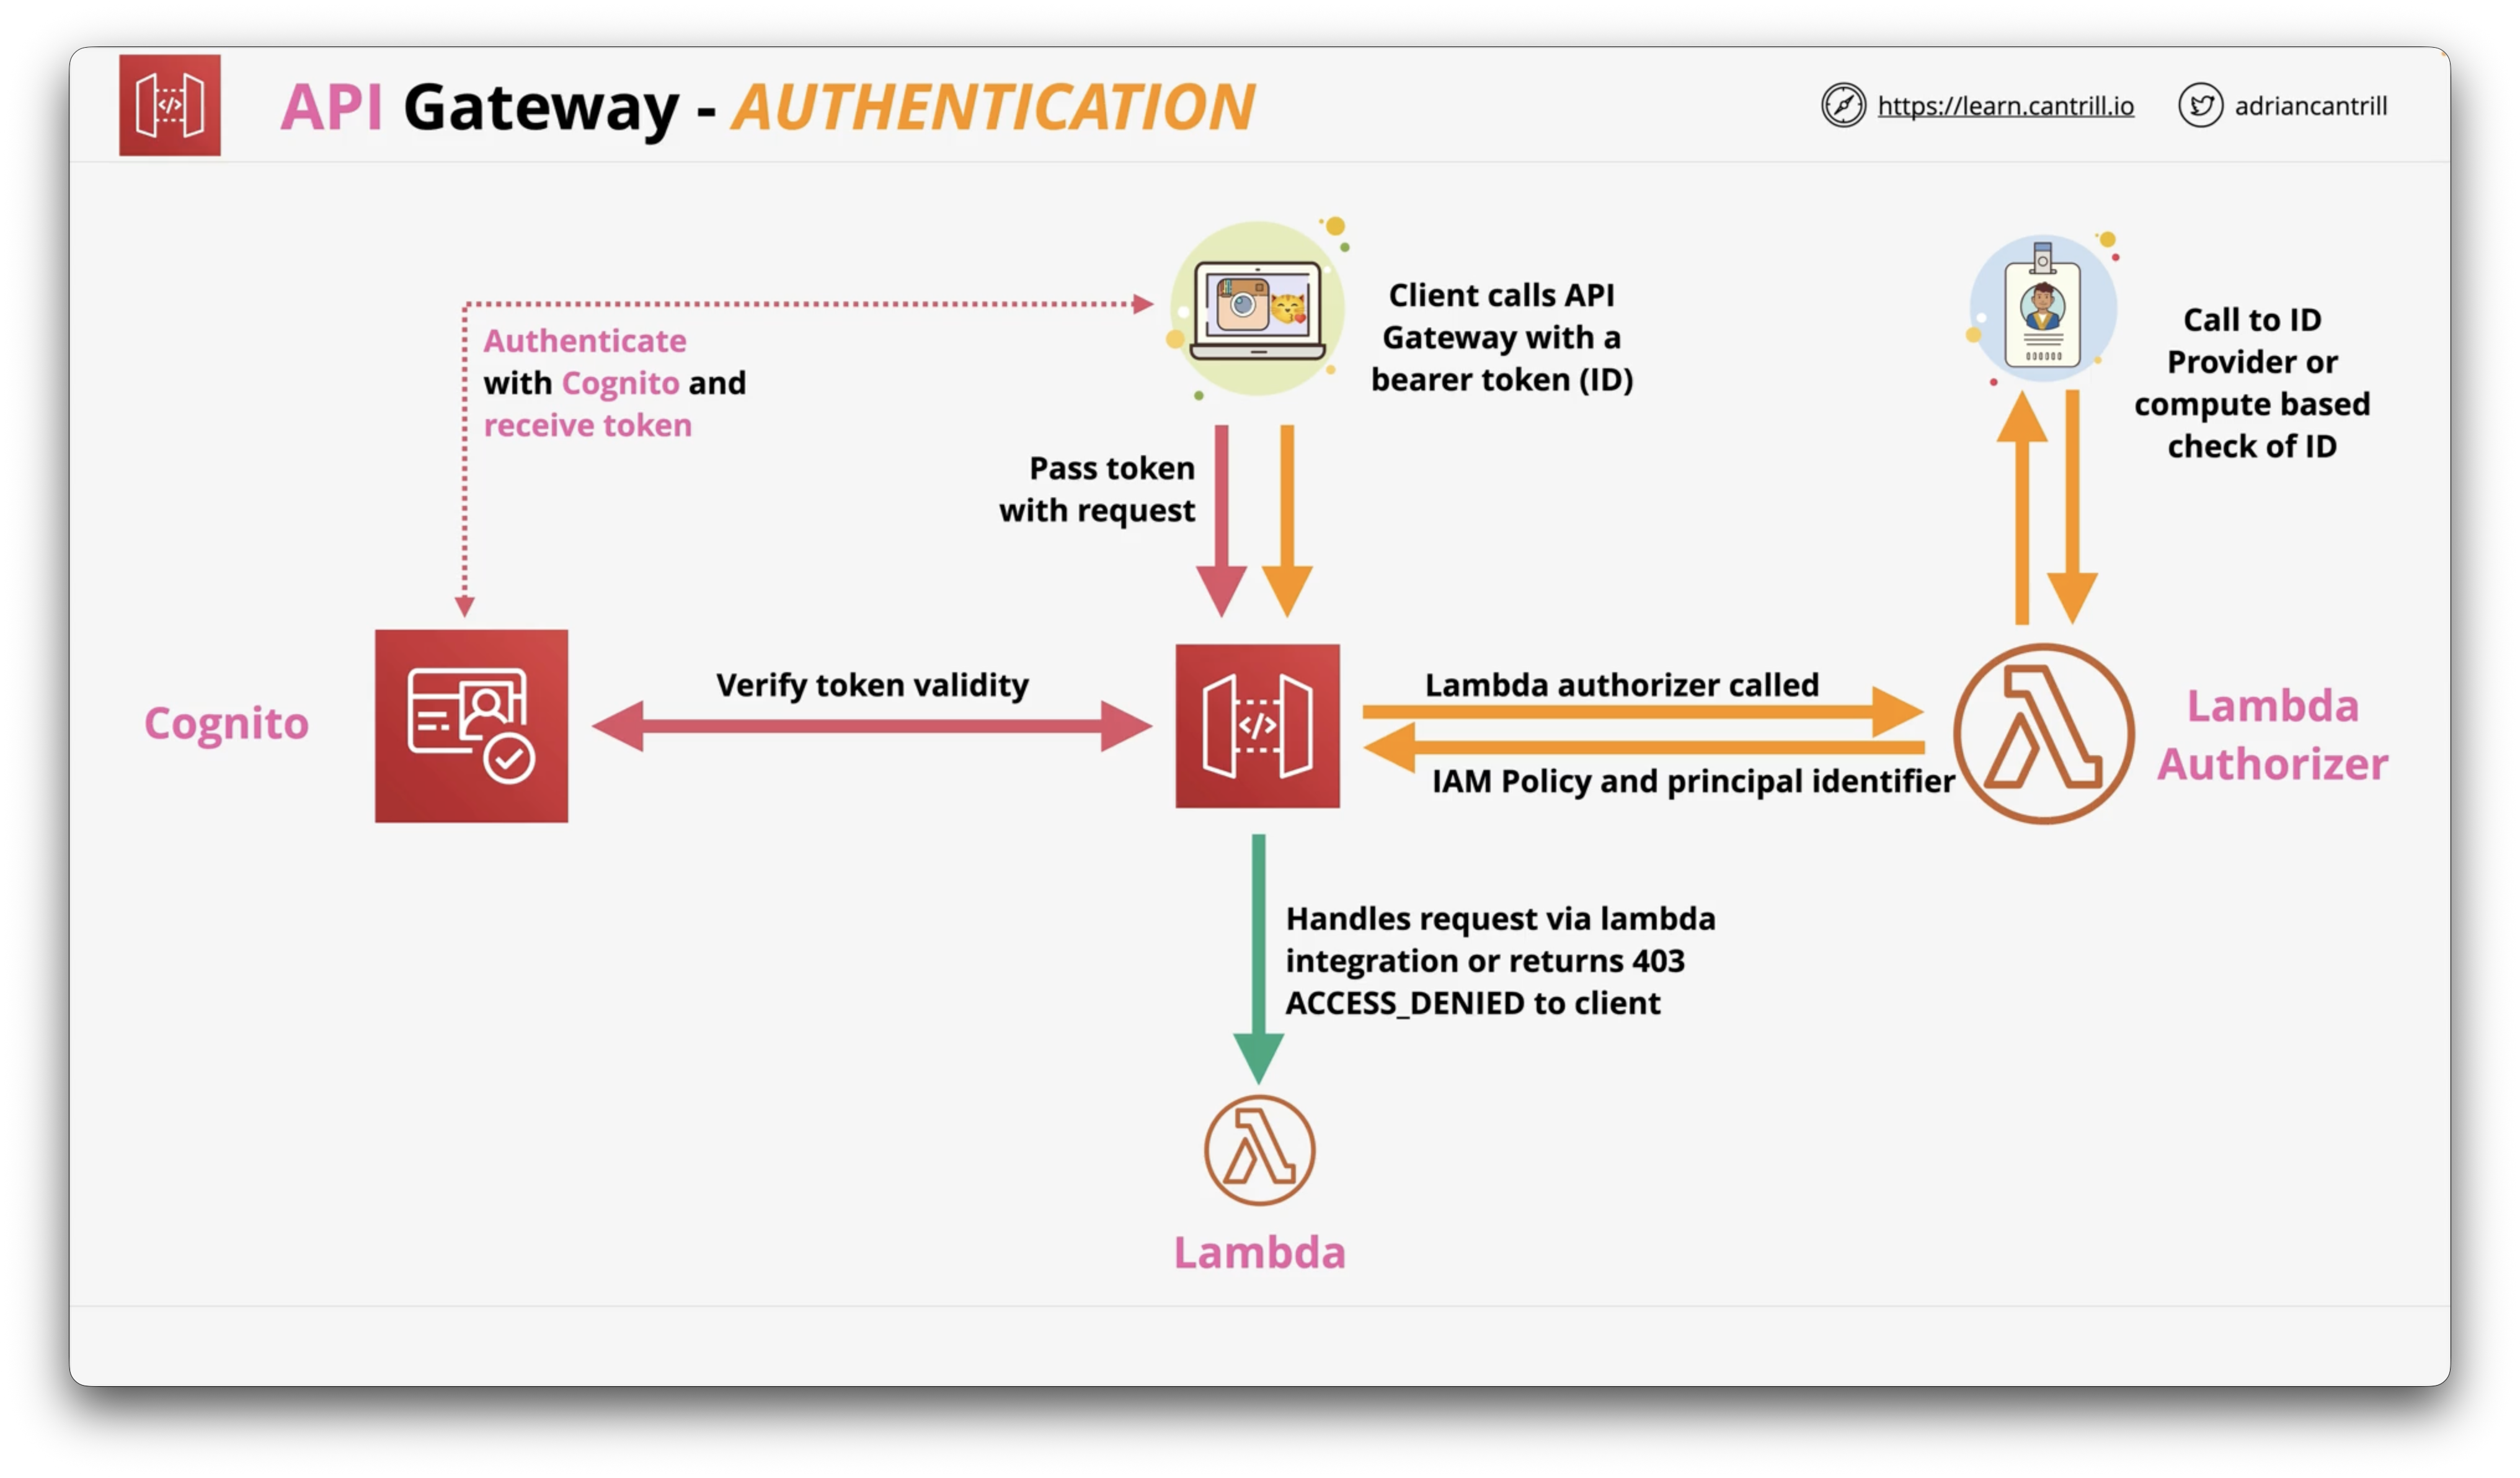 API Gateway - AUTHENTICATION
https://learn.cantrill.io
adriancantrill
Authenticate
with Cognito and
receive token
Client calls API
Gateway with a
bearer token (ID)
Call to ID
Provider or
compute based
check of ID
Pass token
with request
Cognito
Verify token validity
</>
Lambda authorizer called
IAM Policy and principal identifier
Lambda
Authorizer
Handles request via lambda
integration or returns 403
ACCESS_DENIED to client
Lambda